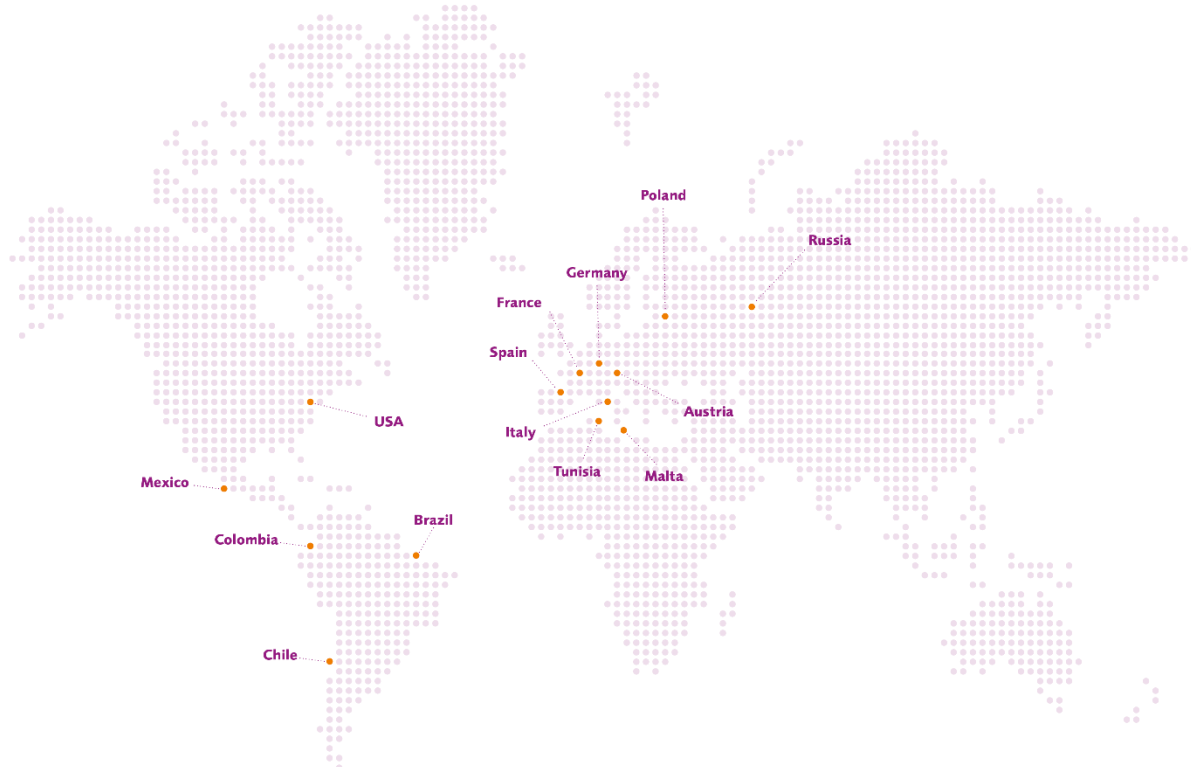 Poland
Russia
Germany
France
Spain
Austria
USA
Italy
Tunisia
Malta
Mexico
Brazil
Colombia
Chile